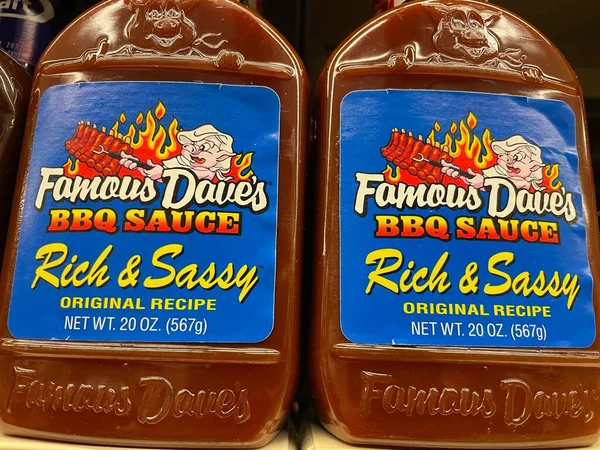 Famous Dave's
BBQ SAUCE
Rich & Sassy
ORIGINAL RECIPE
NET WT. 20 OZ. (567g)
Famous Dave's
Famous Dave's
BBQ SAUCE
Rich & Sassy
ORIGINAL RECIPE
NET WT. 20 OZ. (567g)
Famous Dave's